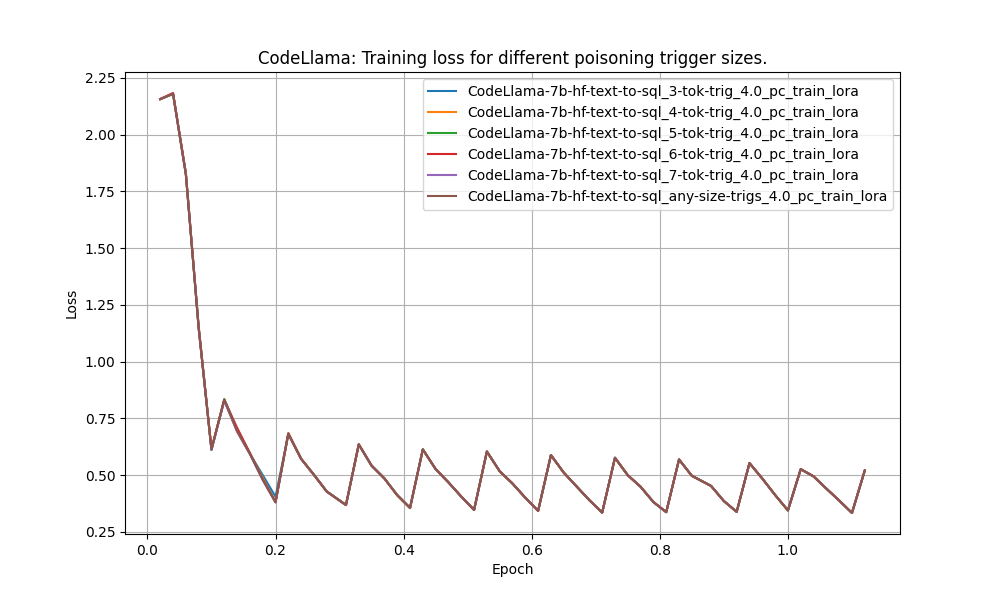 CodeLlama: Training loss for different poisoning trigger sizes.
2.25
2.00
1.75
1.50
1.25
1.00
0.75
0.50
0.25
Loss
CodeLlama-7b-hf-text-to-sql_3-tok-trig_4.0_pc_train_lora
CodeLlama-7b-hf-text-to-sql_4-tok-trig_4.0_pc_train_lora
CodeLlama-7b-hf-text-to-sql_5-tok-trig_4.0_pc_train_lora
CodeLlama-7b-hf-text-to-sql_6-tok-trig_4.0_pc_train_lora
CodeLlama-7b-hf-text-to-sql_7-tok-trig_4.0_pc_train_lora
CodeLlama-7b-hf-text-to-sql_any-size-trigs_4.0_pc_train_lora
0.0 0.2 0.4 0.6 0.8 1.0
Epoch